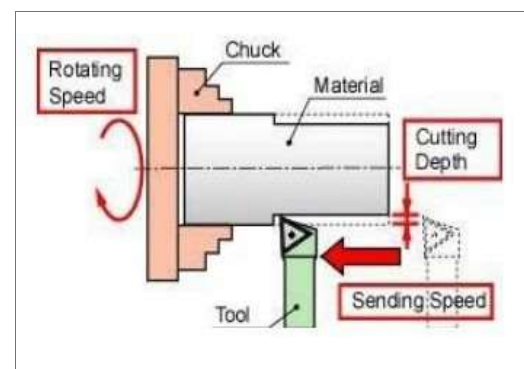 Chuck
Rotating
Speed
Material
Cutting
Depth
Sending Speed
Tool